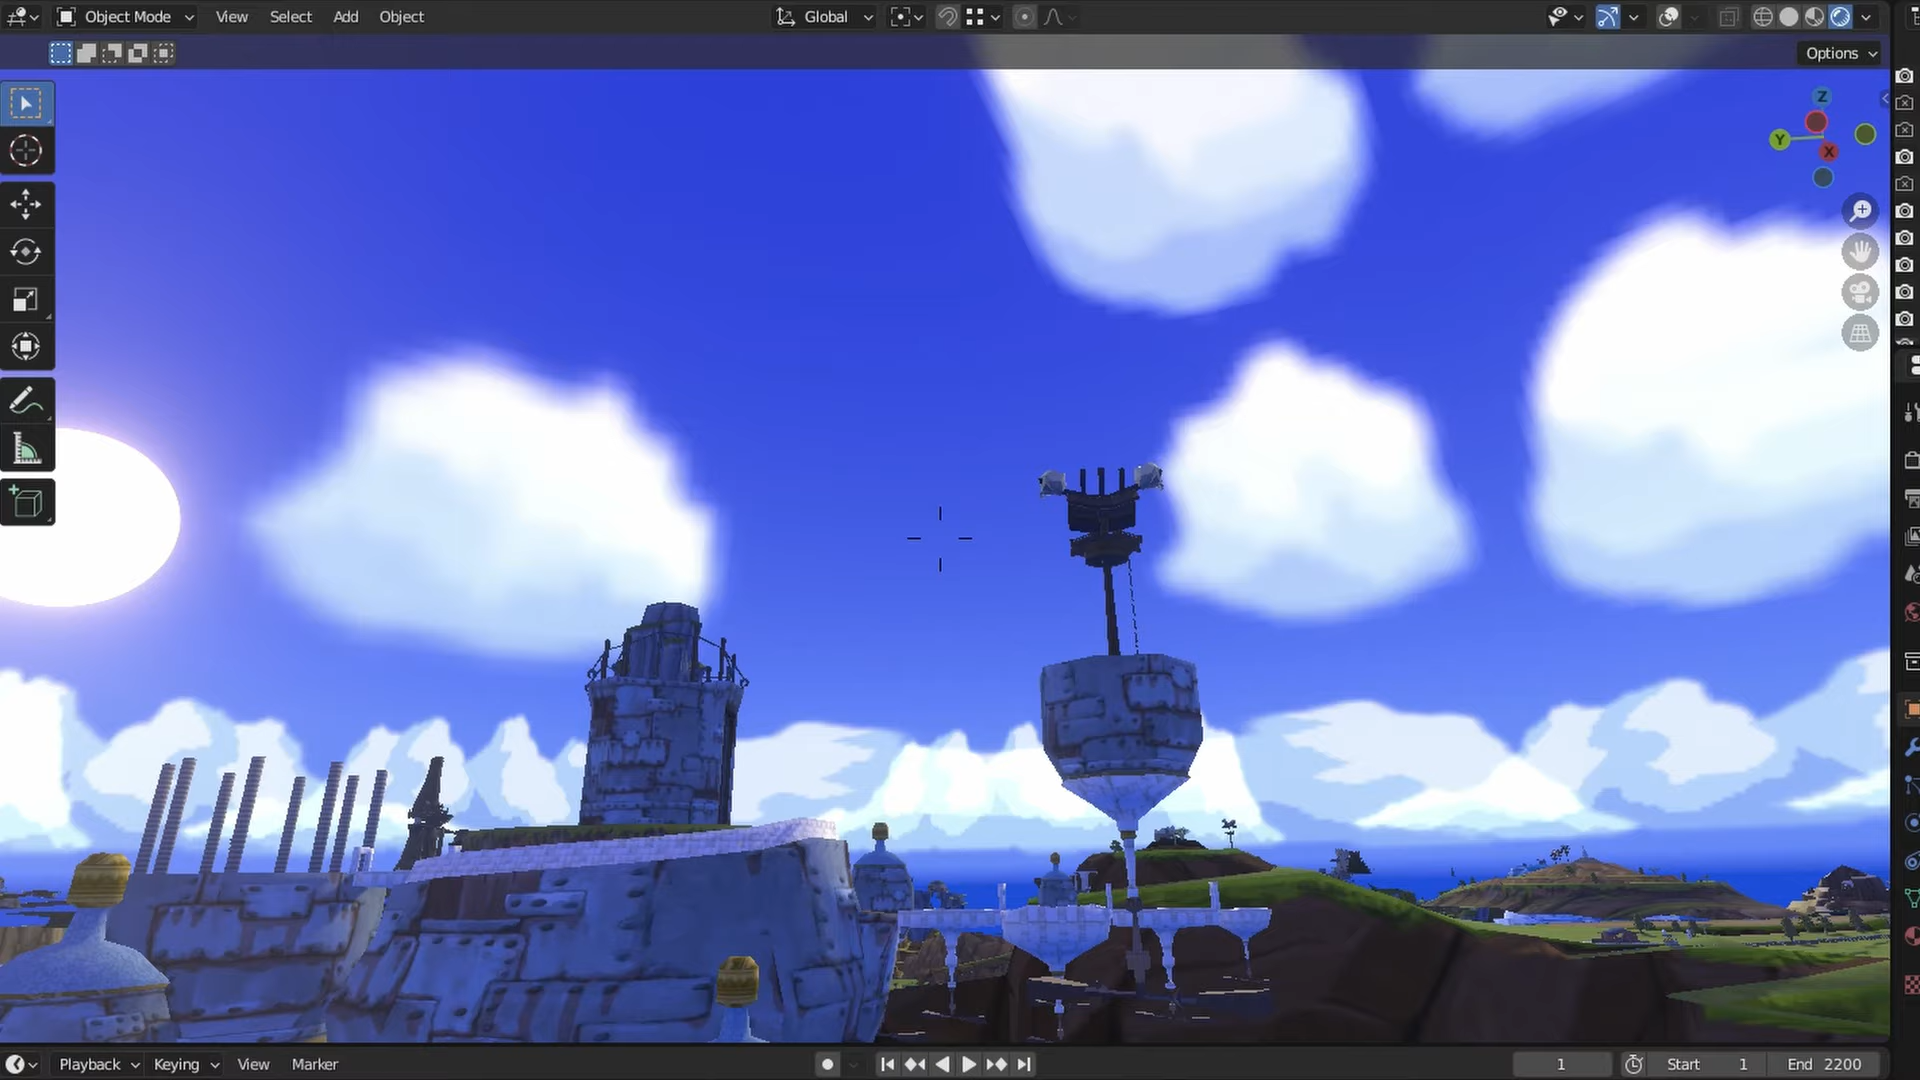 Object Mode View Select Add Object Global
Options
Z
Y
X
Playback Keying View Marker 1 Start 1 End 2200